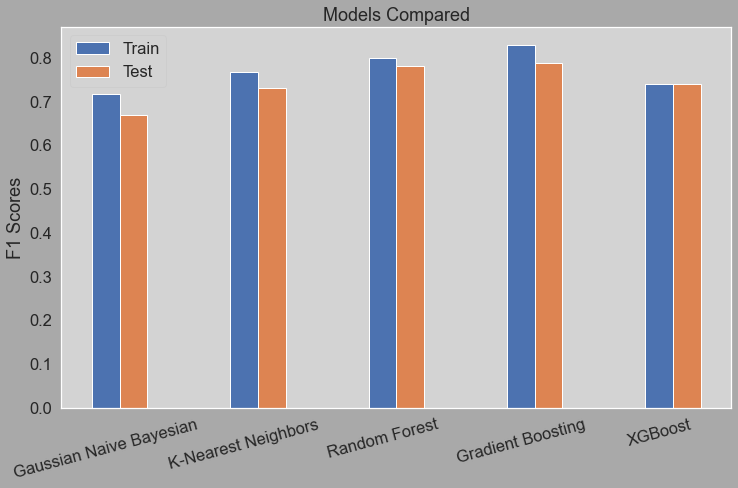 Models Compared
Train
Test
F1 Scores
0.8
0.7
0.6
0.5
0.4
0.3
0.2
0.1
0.0
Gaussian Naive Bayesian
K-Nearest Neighbors
Random Forest
Gradient Boosting
XGBoost